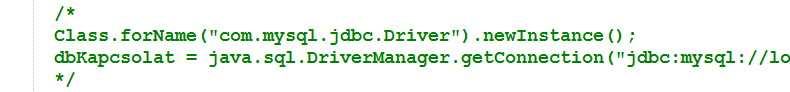 /*
Class.forName("com.mysql.jdbc.Driver").newInstance();
dbKapcsolat = java.sql.DriverManager.getConnection("jdbc:mysql://lo
*/